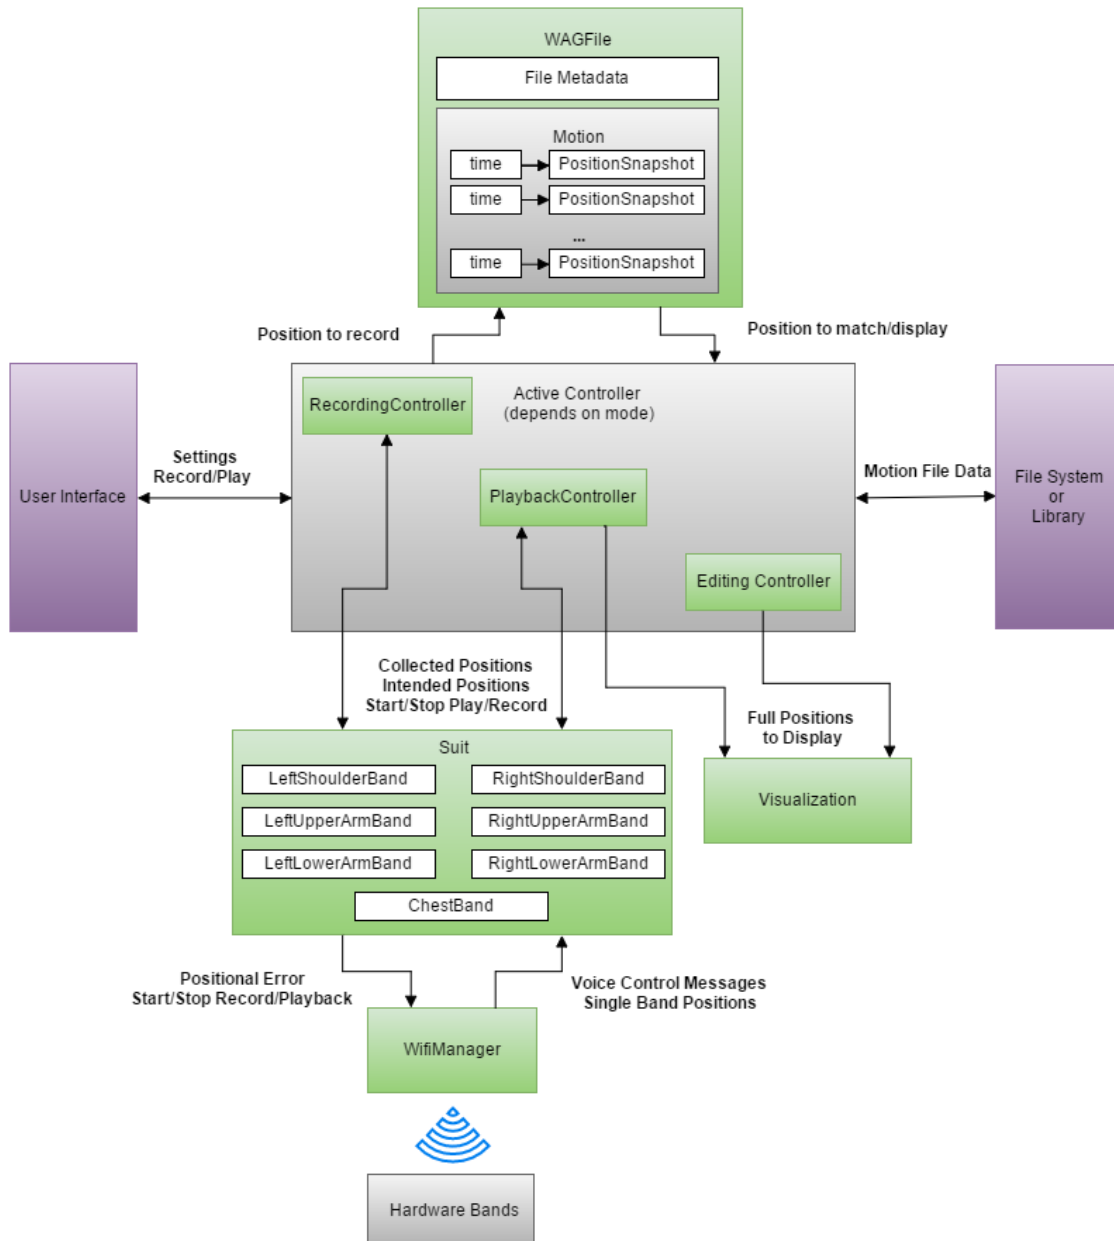 WAGFile
File Metadata
Motion
time
PositionSnapshot
time
PositionSnapshot
...
time
PositionSnapshot
Position to record
Position to match/display
RecordingController
Active Controller
(depends on mode)
Settings
Record/Play
User Interface
PlaybackController
Editing Controller
Motion File Data
File System
or
Library
Collected Positions
Intended Positions
Start/Stop Play/Record
Full Positions
to Display
Suit
LeftShoulderBand
RightShoulderBand
LeftUpperArmBand
RightUpperArmBand
LeftLowerArmBand
RightLowerArmBand
ChestBand
Visualization
Positional Error
Start/Stop Record/Playback
Voice Control Messages
Single Band Positions
WifiManager
Hardware Bands